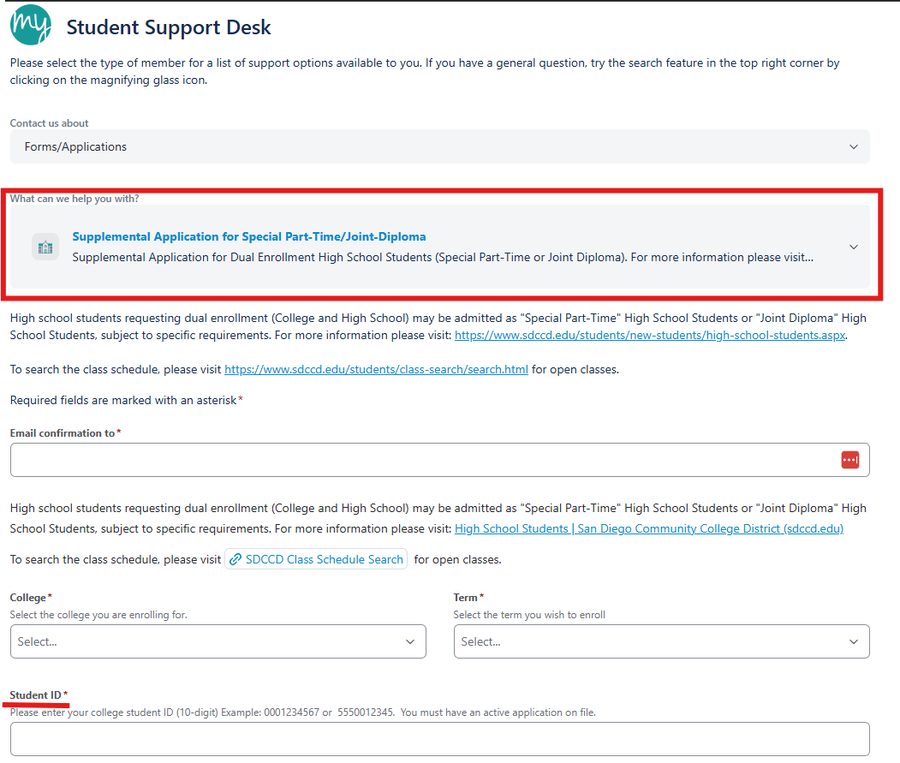 my
Student Support Desk
Please select the type of member for a list of support options available to you. If you have a general question, try the search feature in the top right corner by
clicking on the magnifying glass icon.
Contact us about
Forms/Applications
What can we help you with?
Supplemental Application for Special Part-Time/Joint-Diploma
Supplemental Application for Dual Enrollment High School Students (Special Part-Time or Joint Diploma). For more information please visit...
High school students requesting dual enrollment (College and High School) may be admitted as "Special Part-Time" High School Students or "Joint Diploma" High
School Students, subject to specific requirements. For more information please visit: https://www.sdccd.edu/students/new-students/high-school-students.aspx.
To search the class schedule, please visit https://www.sdccd.edu/students/class-search/search.html for open classes.
Required fields are marked with an asterisk*
Email confirmation to*
High school students requesting dual enrollment (College and High School) may be admitted as "Special Part-Time" High School Students or "Joint Diploma" High
School Students, subject to specific requirements. For more information please visit: High School Students | San Diego Community College District (sdccd.edu)
To search the class schedule, please visit SDCCD Class Schedule Search for open classes.
College* Term*
Select the college you are enrolling for. Select the term you wish to enroll
Select... Select...
Student ID*
Please enter your college student ID (10-digit) Example: 0001234567 or 5550012345. You must have an active application on file.